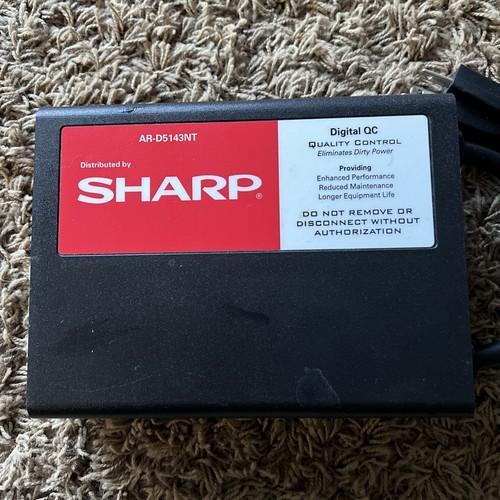 AR-D5143NT
Distributed by
SHARP®
Digital QC
QUALITY CONTROL
Eliminates Dirty Power
Providing
Enhanced Performance
Reduced Maintenance
Longer Equipment Life
DO NOT REMOVE OR
DISCONNECT WITHOUT
AUTHORIZATION